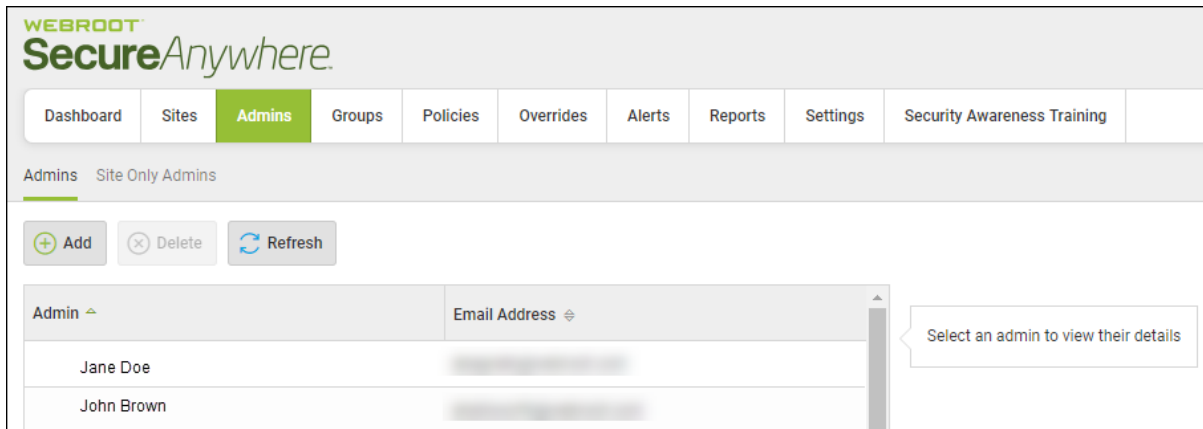 WEBROOT
SecureAnywhere.
Dashboard Sites Admins Groups Policies Overrides Alerts Reports Settings Security Awareness Training
Admins Site Only Admins
Add Delete Refresh
Admin Email Address
Select an admin to view their details
Jane Doe
John Brown